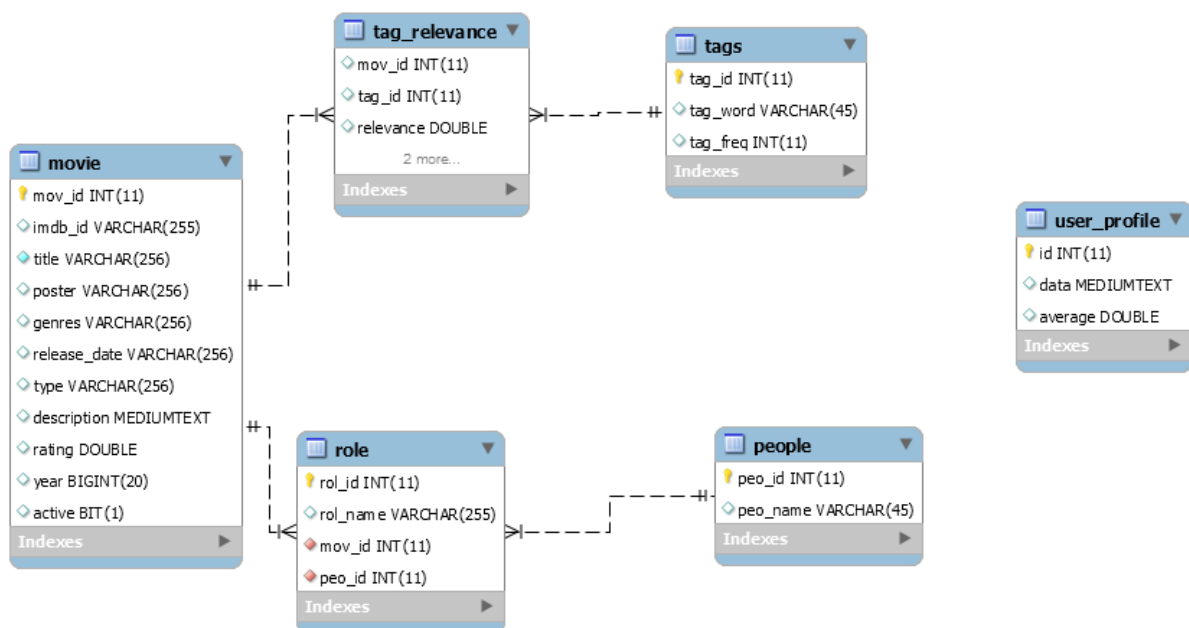 tag_relevance
mov_id INT(11)
tag_id INT(11)
relevance DOUBLE
2 more...
Indexes
tags
tag_id INT(11)
tag_word VARCHAR(45)
tag_freq INT(11)
Indexes
movie
mov_id INT(11)
imdb_id VARCHAR(255)
title VARCHAR(256)
poster VARCHAR(256)
genres VARCHAR(256)
release_date VARCHAR(256)
type VARCHAR(256)
description MEDIUMTEXT
rating DOUBLE
year BIGINT(20)
active BIT(1)
Indexes
user_profile
id INT(11)
data MEDIUMTEXT
average DOUBLE
Indexes
role
rol_id INT(11)
rol_name VARCHAR(255)
mov_id INT(11)
peo_id INT(11)
Indexes
people
peo_id INT(11)
peo_name VARCHAR(45)
Indexes